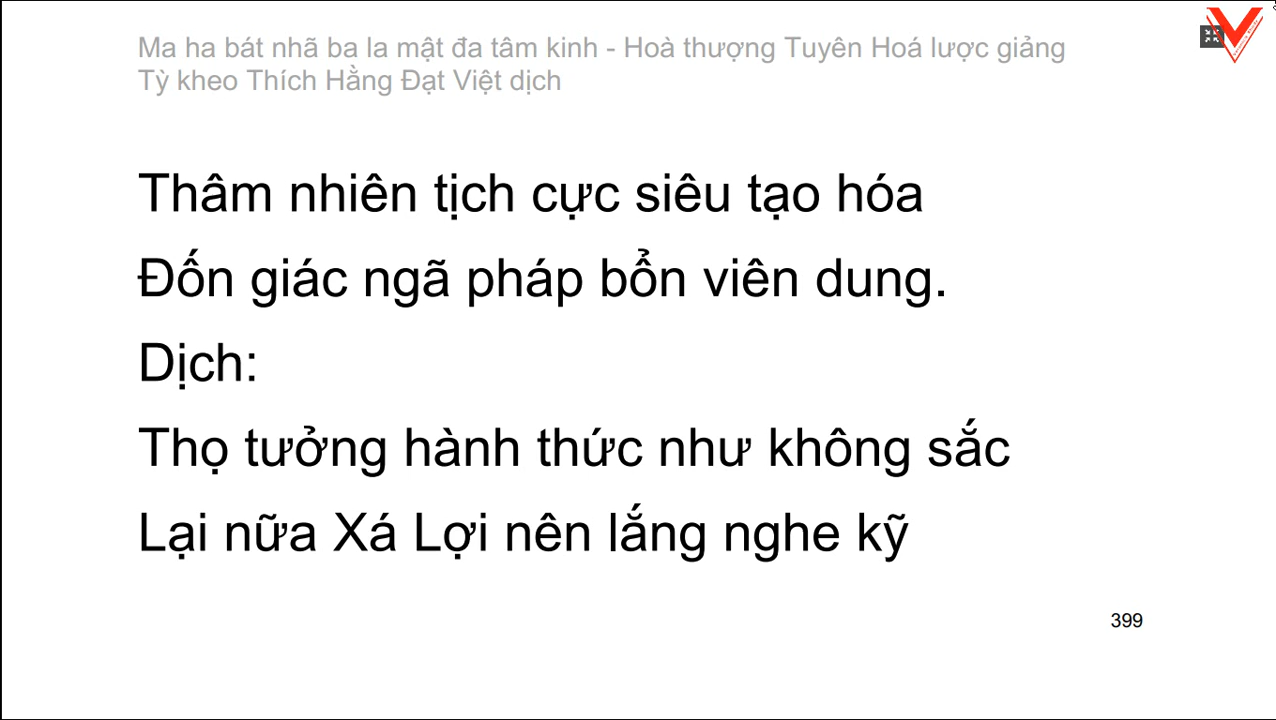 Ma ha bát nhã ba la mật đa tâm kinh - Hoà thượng Tuyên Hoá lược giảng
Tỳ kheo Thích Hằng Đạt Việt dịch
Thâm nhiên tịch cực siêu tạo hóa
Đốn giác ngã pháp bổn viên dung.
Dịch:
Thọ tưởng hành thức như không sắc
Lại nữa Xá Lợi nên lắng nghe kỹ
399